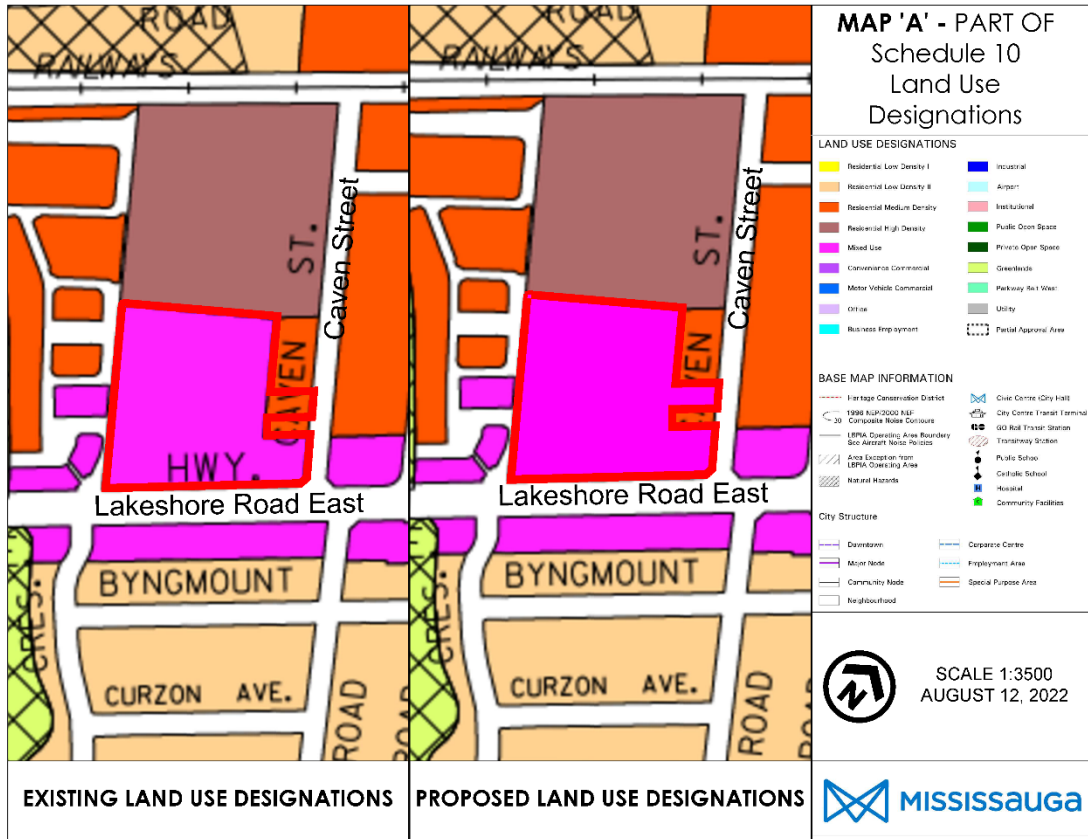 ROAD
RAILWAYS
ST.
Caven Street
CAVEN
HWY.
Lakeshore Road East
BYNGMOUNT
CRES.
CURZON AVE.
ROAD
ROAD
EXISTING LAND USE DESIGNATIONS
ROAD
RAILWAYS
ST.
Caven Street
Lakeshore Road East
BYNGMOUNT
CRES.
CURZON AVE.
ROAD
ROAD
PROPOSED LAND USE DESIGNATIONS
MAP 'A' - PART OF
Schedule 10
Land Use
Designations
LAND USE DESIGNATIONS
Residential Low Density I
Residential Low Density II
Residential Medium Density
Residential High Density
Mixed Use
Convenience Commercial
Motor Vehicle Commercial
Office
Business Employment
Industrial
Airport
Institutional
Public Open Space
Private Open Space
Greenlands
Parkway Belt West
Utility
Partial Approval Area
BASE MAP INFORMATION
Heritage Conservation District
1996 NEP/2000 NEF
Composite Noise Contours
LBPIA Operating Area Boundary
See Aircraft Noise Policies
Area Exception from
LBPIA Operating Area
Natural Hazards
Civic Centre (City Hall)
City Centre Transit Terminal
GO Rail Transit Station
Transitway Station
Public School
Catholic School
Hospital
Community Facilities
City Structure
Downtown
Major Node
Community Node
Neighbourhood
Corporate Centre
Employment Area
Special Purpose Area
N
SCALE 1:3500
AUGUST 12, 2022
MISSISSAUGA